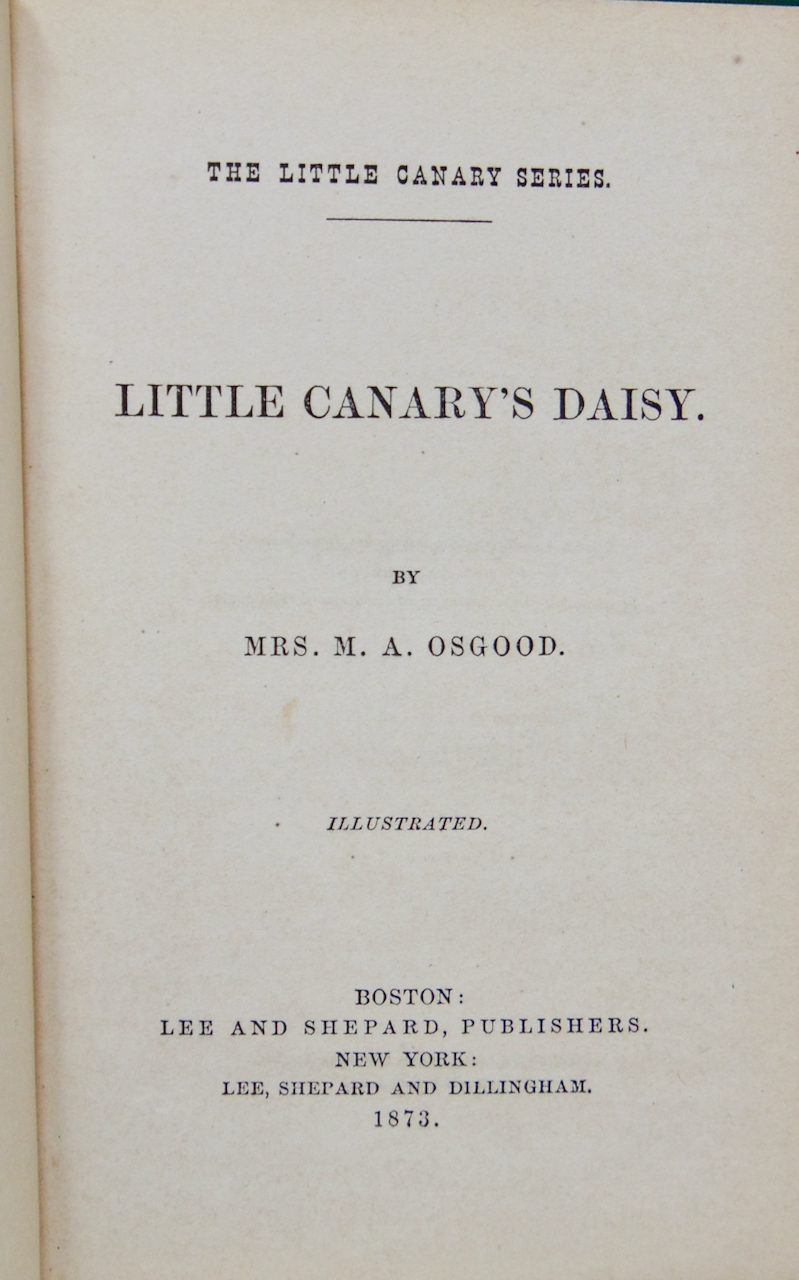 THE LITTLE CANARY SERIES.
LITTLE CANARY'S DAISY.
BY
MRS. M. A. OSGOOD.
ILLUSTRATED.
BOSTON:
LEE AND SHEPARD, PUBLISHERS.
NEW YORK:
LEE, SHEPARD AND DILLINGHAM.
1873.